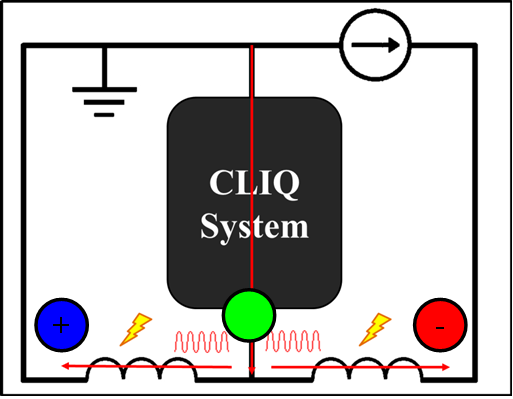 CLIQ
System
+ -